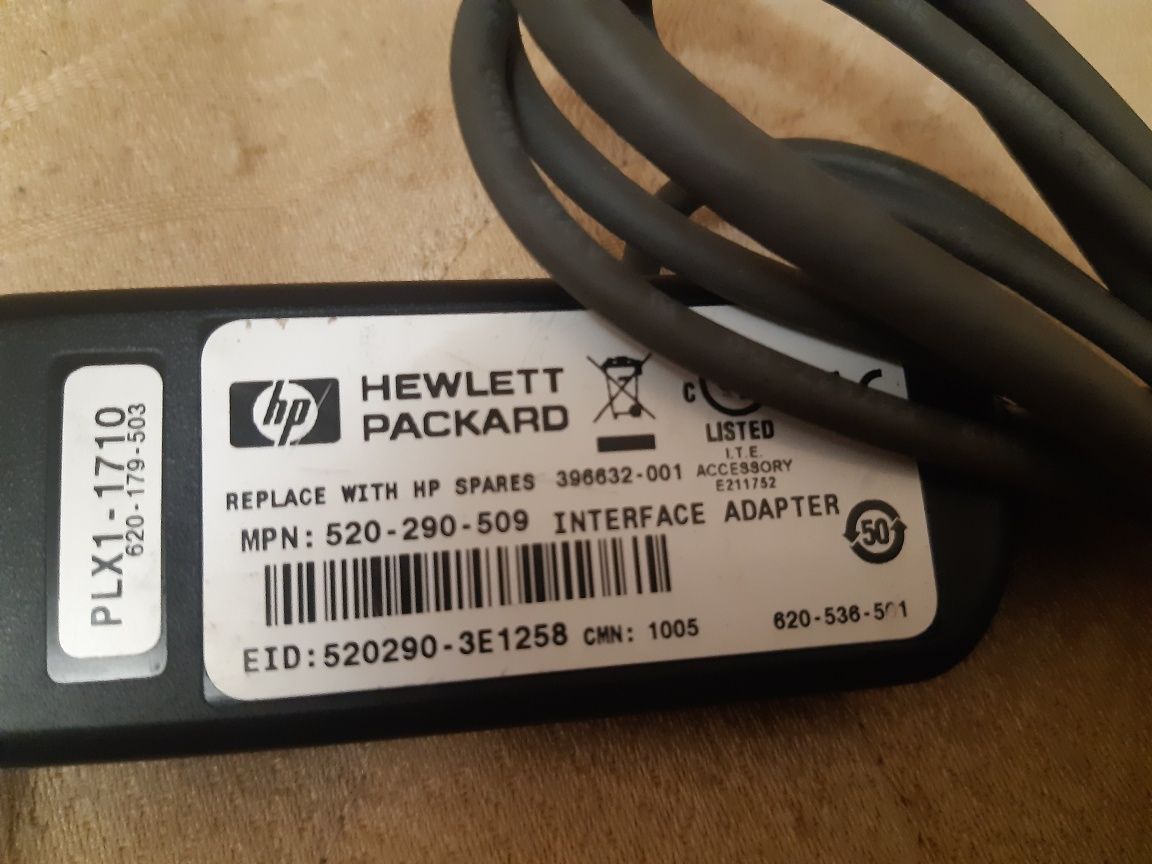 PLX1-1710
620-179-503
hp
HEWLETT
PACKARD
C
LISTED
I.T.E.
ACCESSORY
E211752
REPLACE WITH HP SPARES 396632-001
MPN: 520-290-509 INTERFACE ADAPTER
50
EID:520290-3E1258 CMN: 1005